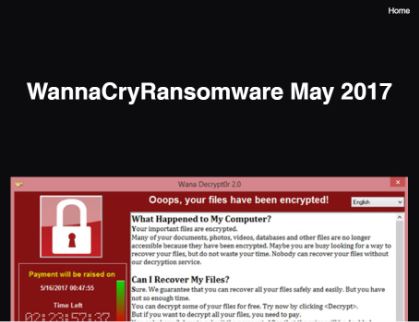 Home
WannaCryRansomware May 2017
Wana Decrypt0r 2.0
Ooops, your files have been encrypted!
English
What Happened to My Computer?
Your important files are encrypted.
Many of your documents, photos, videos, databases and other files are no longer
accessible because they have been encrypted. Maybe you are busy looking for a way to
recover your files, but do not waste your time. Nobody can recover your files without
our decryption service.
Payment will be raised on
5/16/2017 00:47:55
Time Left
02:23:57:37
Can I Recover My Files?
Sure. We guarantee that you can recover all your files safely and easily. But you have
not so enough time.
You can decrypt some of your files for free. Try now by clicking <Decrypt>.
But if you want to decrypt all your files, you need to pay.